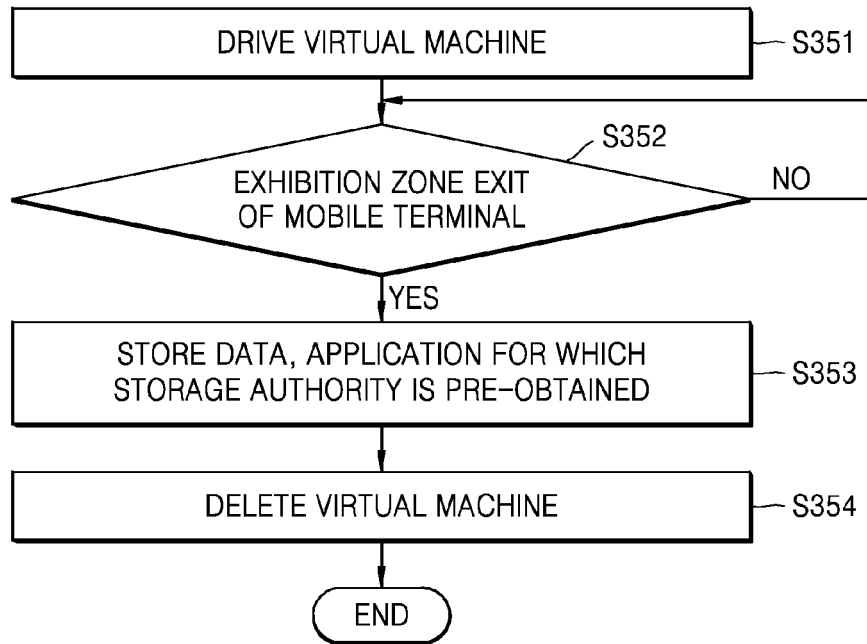 DRIVE VIRTUAL MACHINE
S351
S352
EXHIBITION ZONE EXIT
OF MOBILE TERMINAL
NO
YES
STORE DATA, APPLICATION FOR WHICH
STORAGE AUTHORITY IS PRE-OBTAINED
S353
DELETE VIRTUAL MACHINE
S354
END